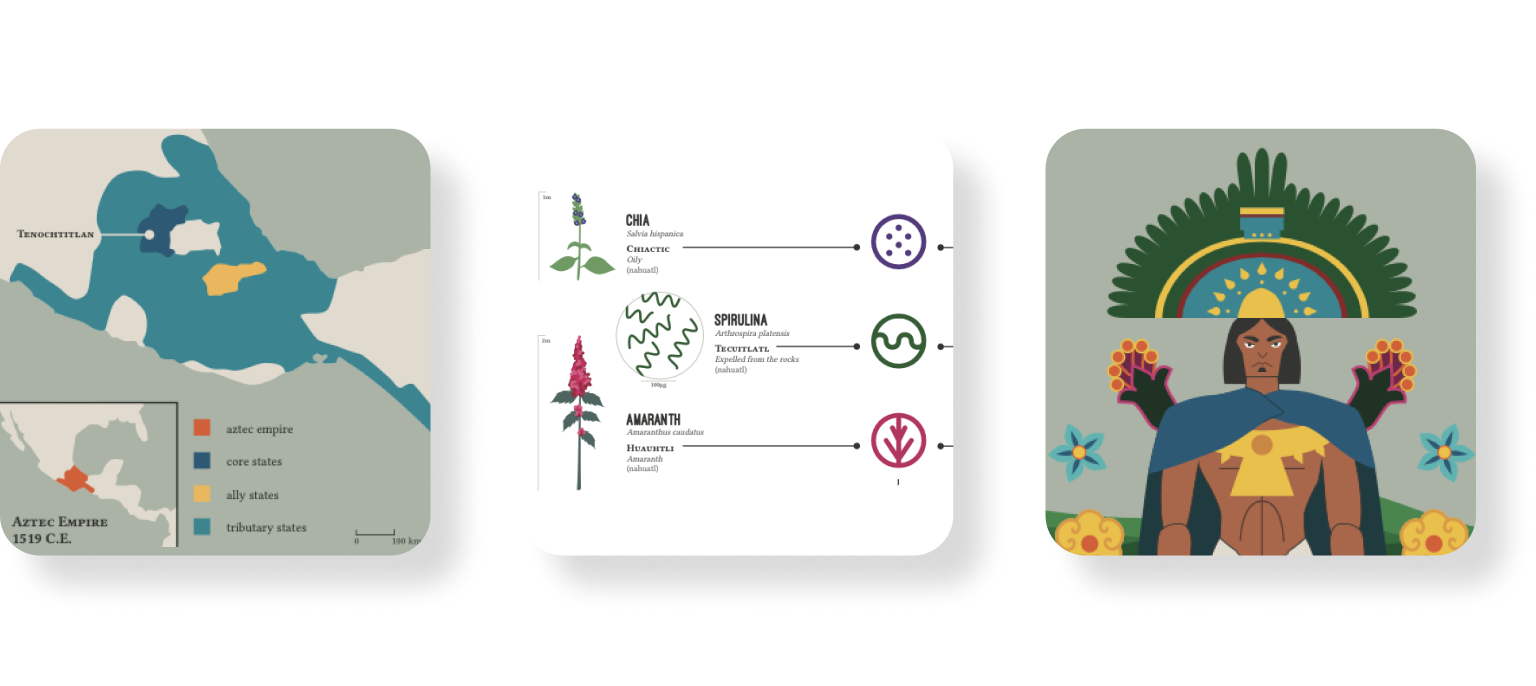 Tenochtitlan
aztec empire
core states
ally states
tributary states
Aztec Empire
1519 C.E.
0 100 km
1m
CHIA
Salvia hispanica
Chiactic
Oily
(nahuatl)
SPIRULINA
Arthrospira platensis
Tecuitlatl
Expelled from the rocks
(nahuatl)
100µg
2m
AMARANTH
Amaranthus caudatus
Huauhtli
Amaranth
(nahuatl)